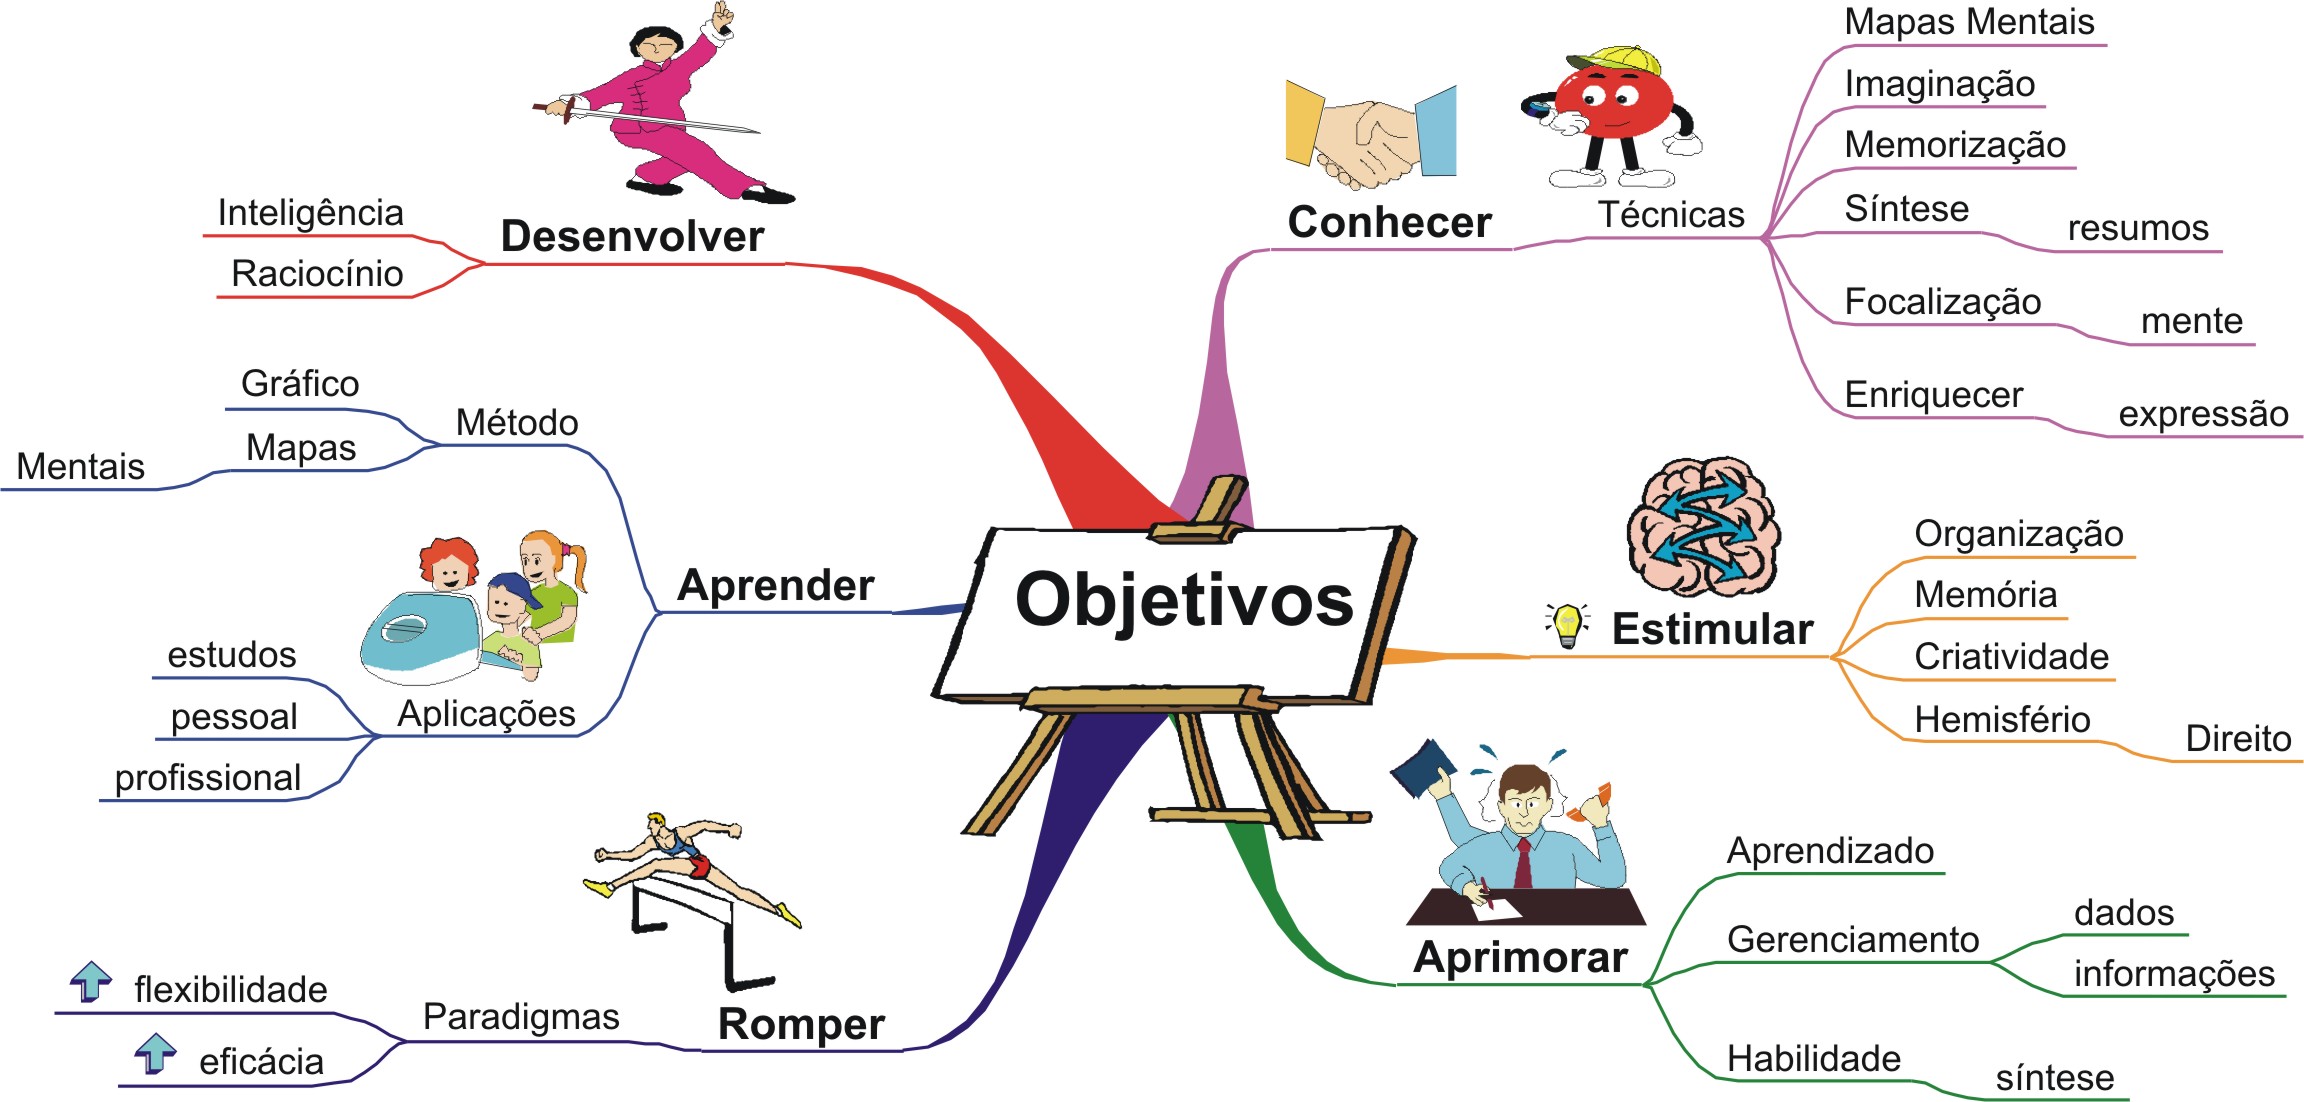 Objetivos
Conhecer
Técnicas
Mapas Mentais
Imaginação
Memorização
Síntese
resumos
Focalização
mente
Enriquecer
expressão
Estimular
Organização
Memória
Criatividade
Hemisfério
Direito
Aprimorar
Aprendizado
Gerenciamento
dados
informações
Habilidade
síntese
Romper
Paradigmas
flexibilidade
eficácia
Aprender
Método
Gráfico
Mapas
Mentais
Aplicações
estudos
pessoal
profissional
Desenvolver
Inteligência
Raciocínio